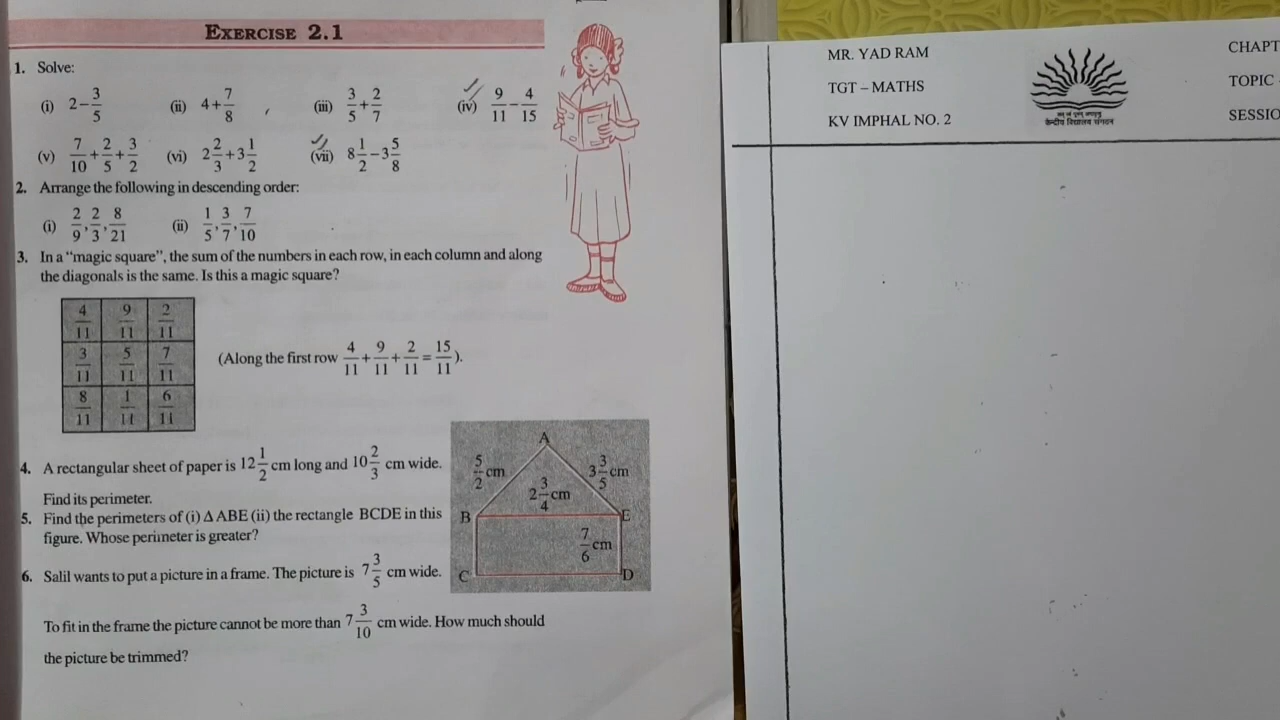 EXERCISE 2.1
1. Solve:
(i) 2 − 3/5 (ii) 4 + 7/8 (iii) 3/5 + 2/7 (iv) 9/11 − 4/15
(v) 7/10 + 2/5 + 3/2 (vi) 2 2/3 + 3 1/2 (vii) 8 1/2 − 3 5/8
2. Arrange the following in descending order:
(i) 2/9, 2/3, 8/21 (ii) 1/5, 3/7, 7/10
3. In a “magic square”, the sum of the numbers in each row, in each column and along
the diagonals is the same. Is this a magic square?
4/11 9/11 2/11
3/11 5/11 7/11
8/11 1/11 6/11
(Along the first row 4/11 + 9/11 + 2/11 = 15/11).
4. A rectangular sheet of paper is 12 1/2 cm long and 10 2/3 cm wide.
Find its perimeter.
5. Find the perimeters of (i) Δ ABE (ii) the rectangle BCDE in this
figure. Whose perimeter is greater?
6. Salil wants to put a picture in a frame. The picture is 7 3/5 cm wide.
To fit in the frame the picture cannot be more than 7 3/10 cm wide. How much should
the picture be trimmed?
A
5/2 cm 3 3/5 cm
2 3/4 cm
B E
7/6 cm
C D
MR. YAD RAM
TGT – MATHS
KV IMPHAL NO. 2
केन्द्रीय विद्यालय संगठन
CHAPT
TOPIC
SESSIO